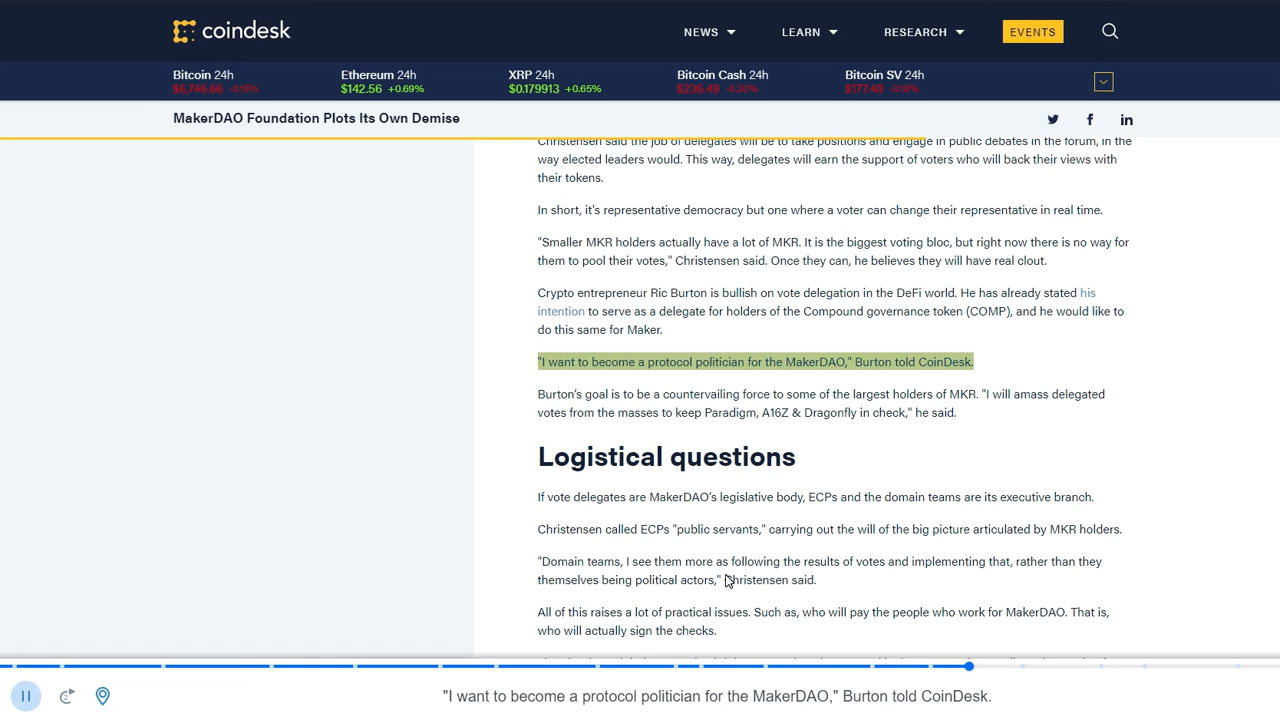 coindesk
NEWS LEARN RESEARCH EVENTS
Bitcoin 24h Ethereum 24h XRP 24h Bitcoin Cash 24h Bitcoin SV 24h
$6,746.66 -0.15% $142.56 +0.69% $0.179913 +0.65% $236.49 -0.20% $177.48 -0.18%
MakerDAO Foundation Plots Its Own Demise
Christensen said the job of delegates will be to take positions and engage in public debates in the forum, in the
way elected leaders would. This way, delegates will earn the support of voters who will back their views with
their tokens.
In short, it's representative democracy but one where a voter can change their representative in real time.
"Smaller MKR holders actually have a lot of MKR. It is the biggest voting bloc, but right now there is no way for
them to pool their votes," Christensen said. Once they can, he believes they will have real clout.
Crypto entrepreneur Ric Burton is bullish on vote delegation in the DeFi world. He has already stated his
intention to serve as a delegate for holders of the Compound governance token (COMP), and he would like to
do this same for Maker.
"I want to become a protocol politician for the MakerDAO," Burton told CoinDesk.
Burton's goal is to be a countervailing force to some of the largest holders of MKR. "I will amass delegated
votes from the masses to keep Paradigm, A16Z & Dragonfly in check," he said.
Logistical questions
If vote delegates are MakerDAO's legislative body, ECPs and the domain teams are its executive branch.
Christensen called ECPs "public servants," carrying out the will of the big picture articulated by MKR holders.
"Domain teams, I see them more as following the results of votes and implementing that, rather than they
themselves being political actors," Christensen said.
All of this raises a lot of practical issues. Such as, who will pay the people who work for MakerDAO. That is,
who will actually sign the checks.
"I want to become a protocol politician for the MakerDAO," Burton told CoinDesk.